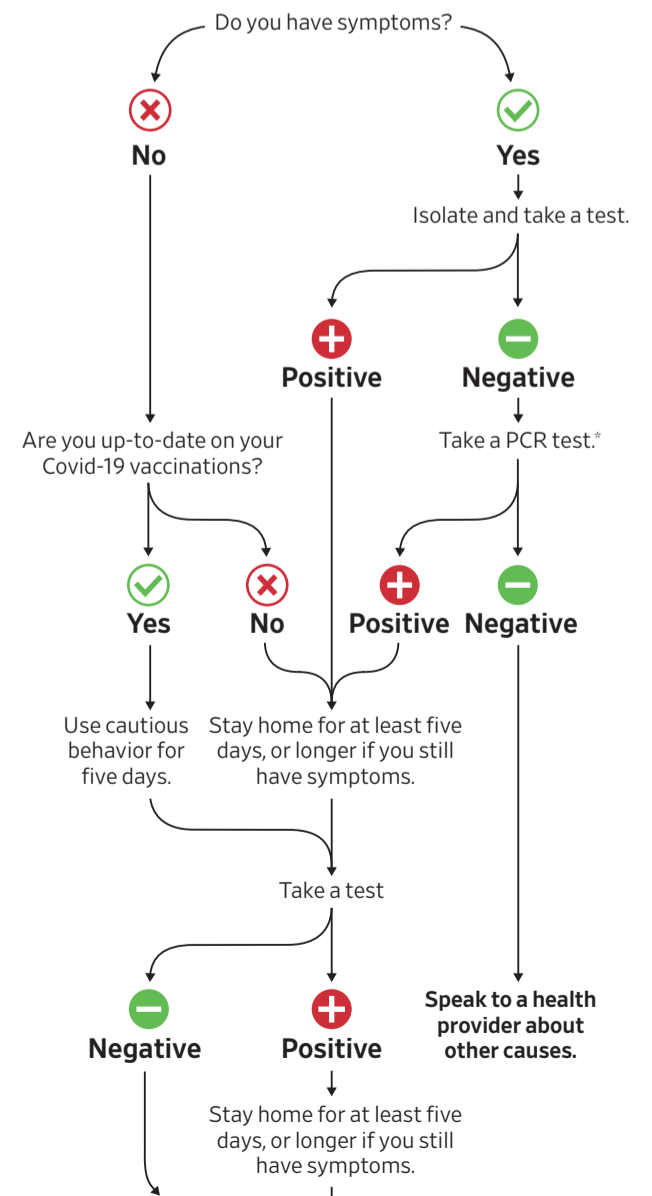 Do you have symptoms?
No
Yes
Isolate and take a test.
Positive
Negative
Are you up-to-date on your
Covid-19 vaccinations?
Take a PCR test.*
Yes
No
Positive
Negative
Use cautious
behavior for
five days.
Stay home for at least five
days, or longer if you still
have symptoms.
Take a test
Negative
Positive
Speak to a health
provider about
other causes.
Stay home for at least five
days, or longer if you still
have symptoms.